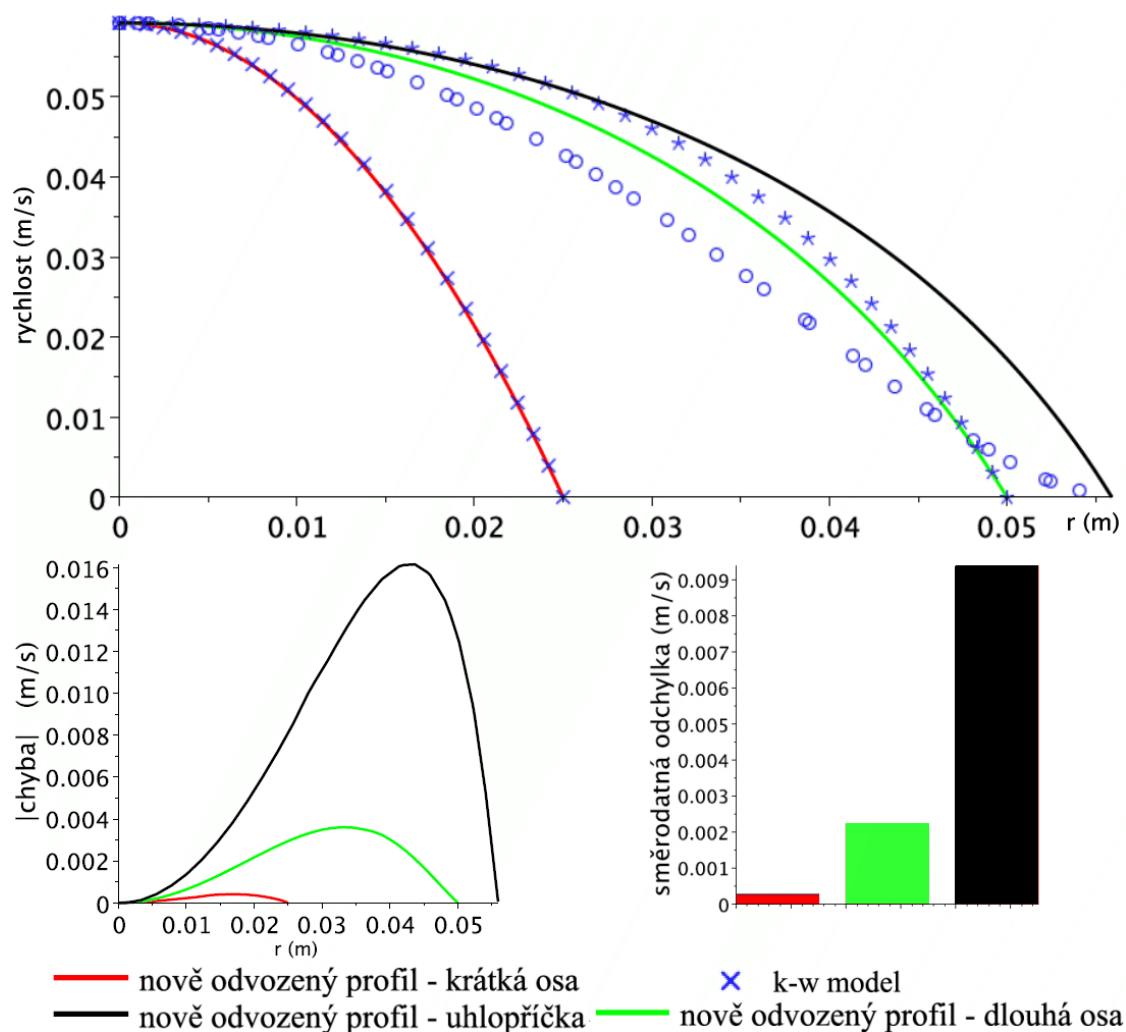 rychlost (m/s)
0.05
0.04
0.03
0.02
0.01
0
0 0.01 0.02 0.03 0.04 0.05 r (m)
|chyba| (m/s)
0.016
0.014
0.012
0.010
0.008
0.006
0.004
0.002
0
0 0.01 0.02 0.03 0.04 0.05
r (m)
směrodatná odchylka (m/s)
0.009
0.008
0.007
0.006
0.005
0.004
0.003
0.002
0.001
0
nově odvozený profil - krátká osa
k-w model
nově odvozený profil - uhlopříčka
nově odvozený profil - dlouhá osa